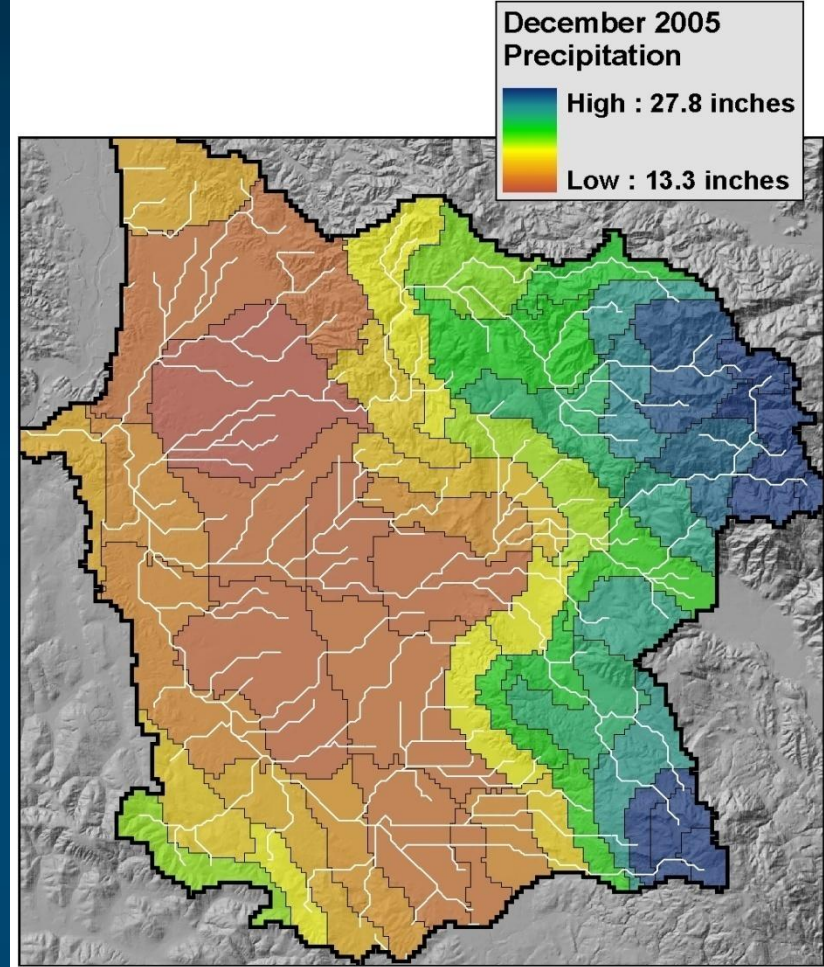 December 2005
Precipitation
High : 27.8 inches
Low : 13.3 inches